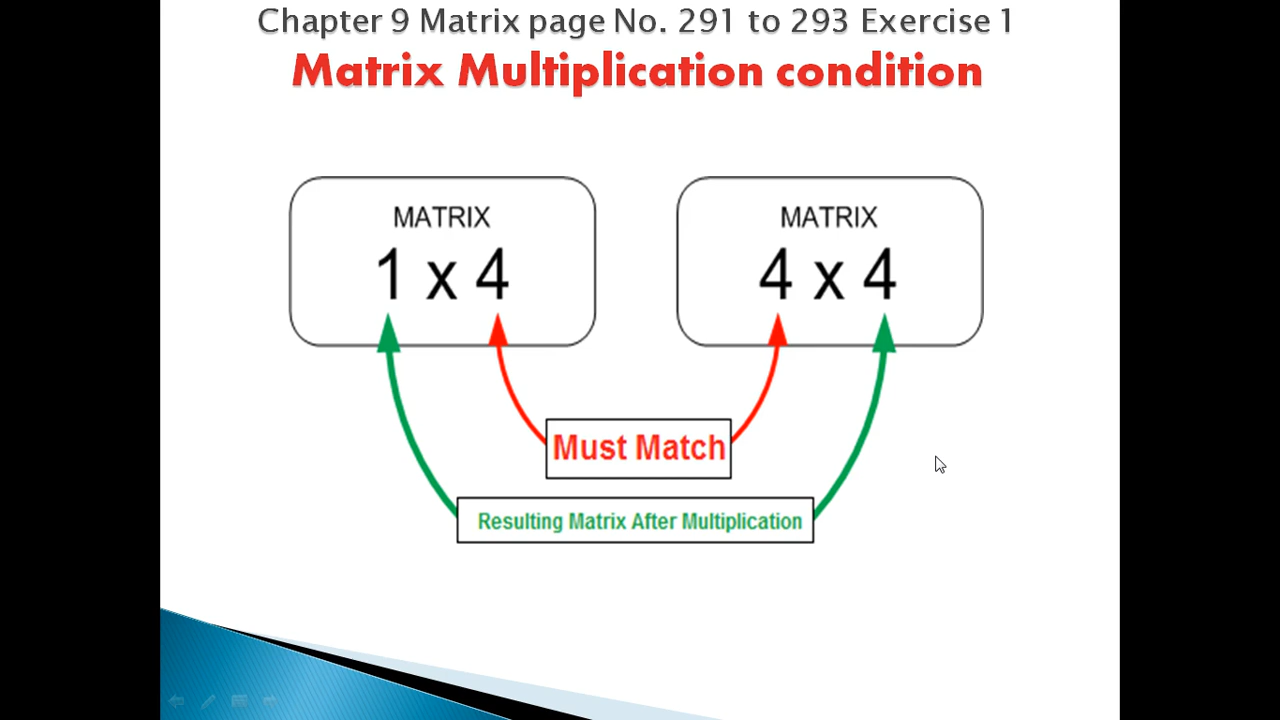 Chapter 9 Matrix page No. 291 to 293 Exercise 1
Matrix Multiplication condition
MATRIX
1 x 4
MATRIX
4 x 4
Must Match
Resulting Matrix After Multiplication